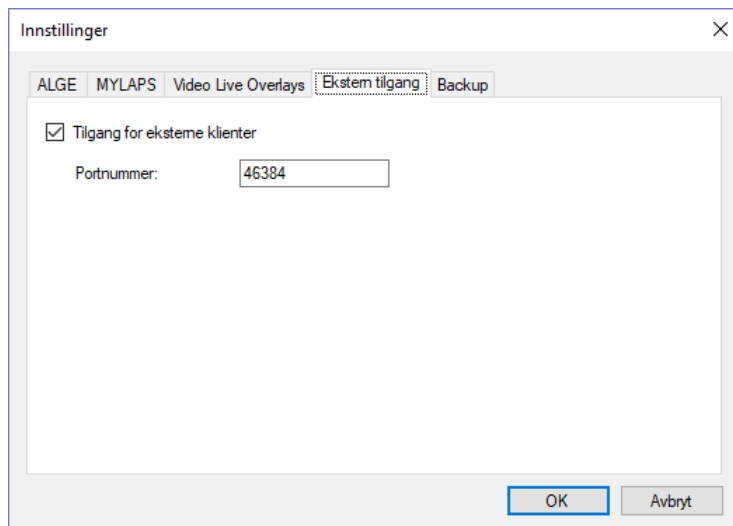 Innstillinger
ALGE MYLAPS Video Live Overlays Ekstern tilgang Backup
Tilgang for eksterne klienter
Portnummer: 46384
OK Avbryt